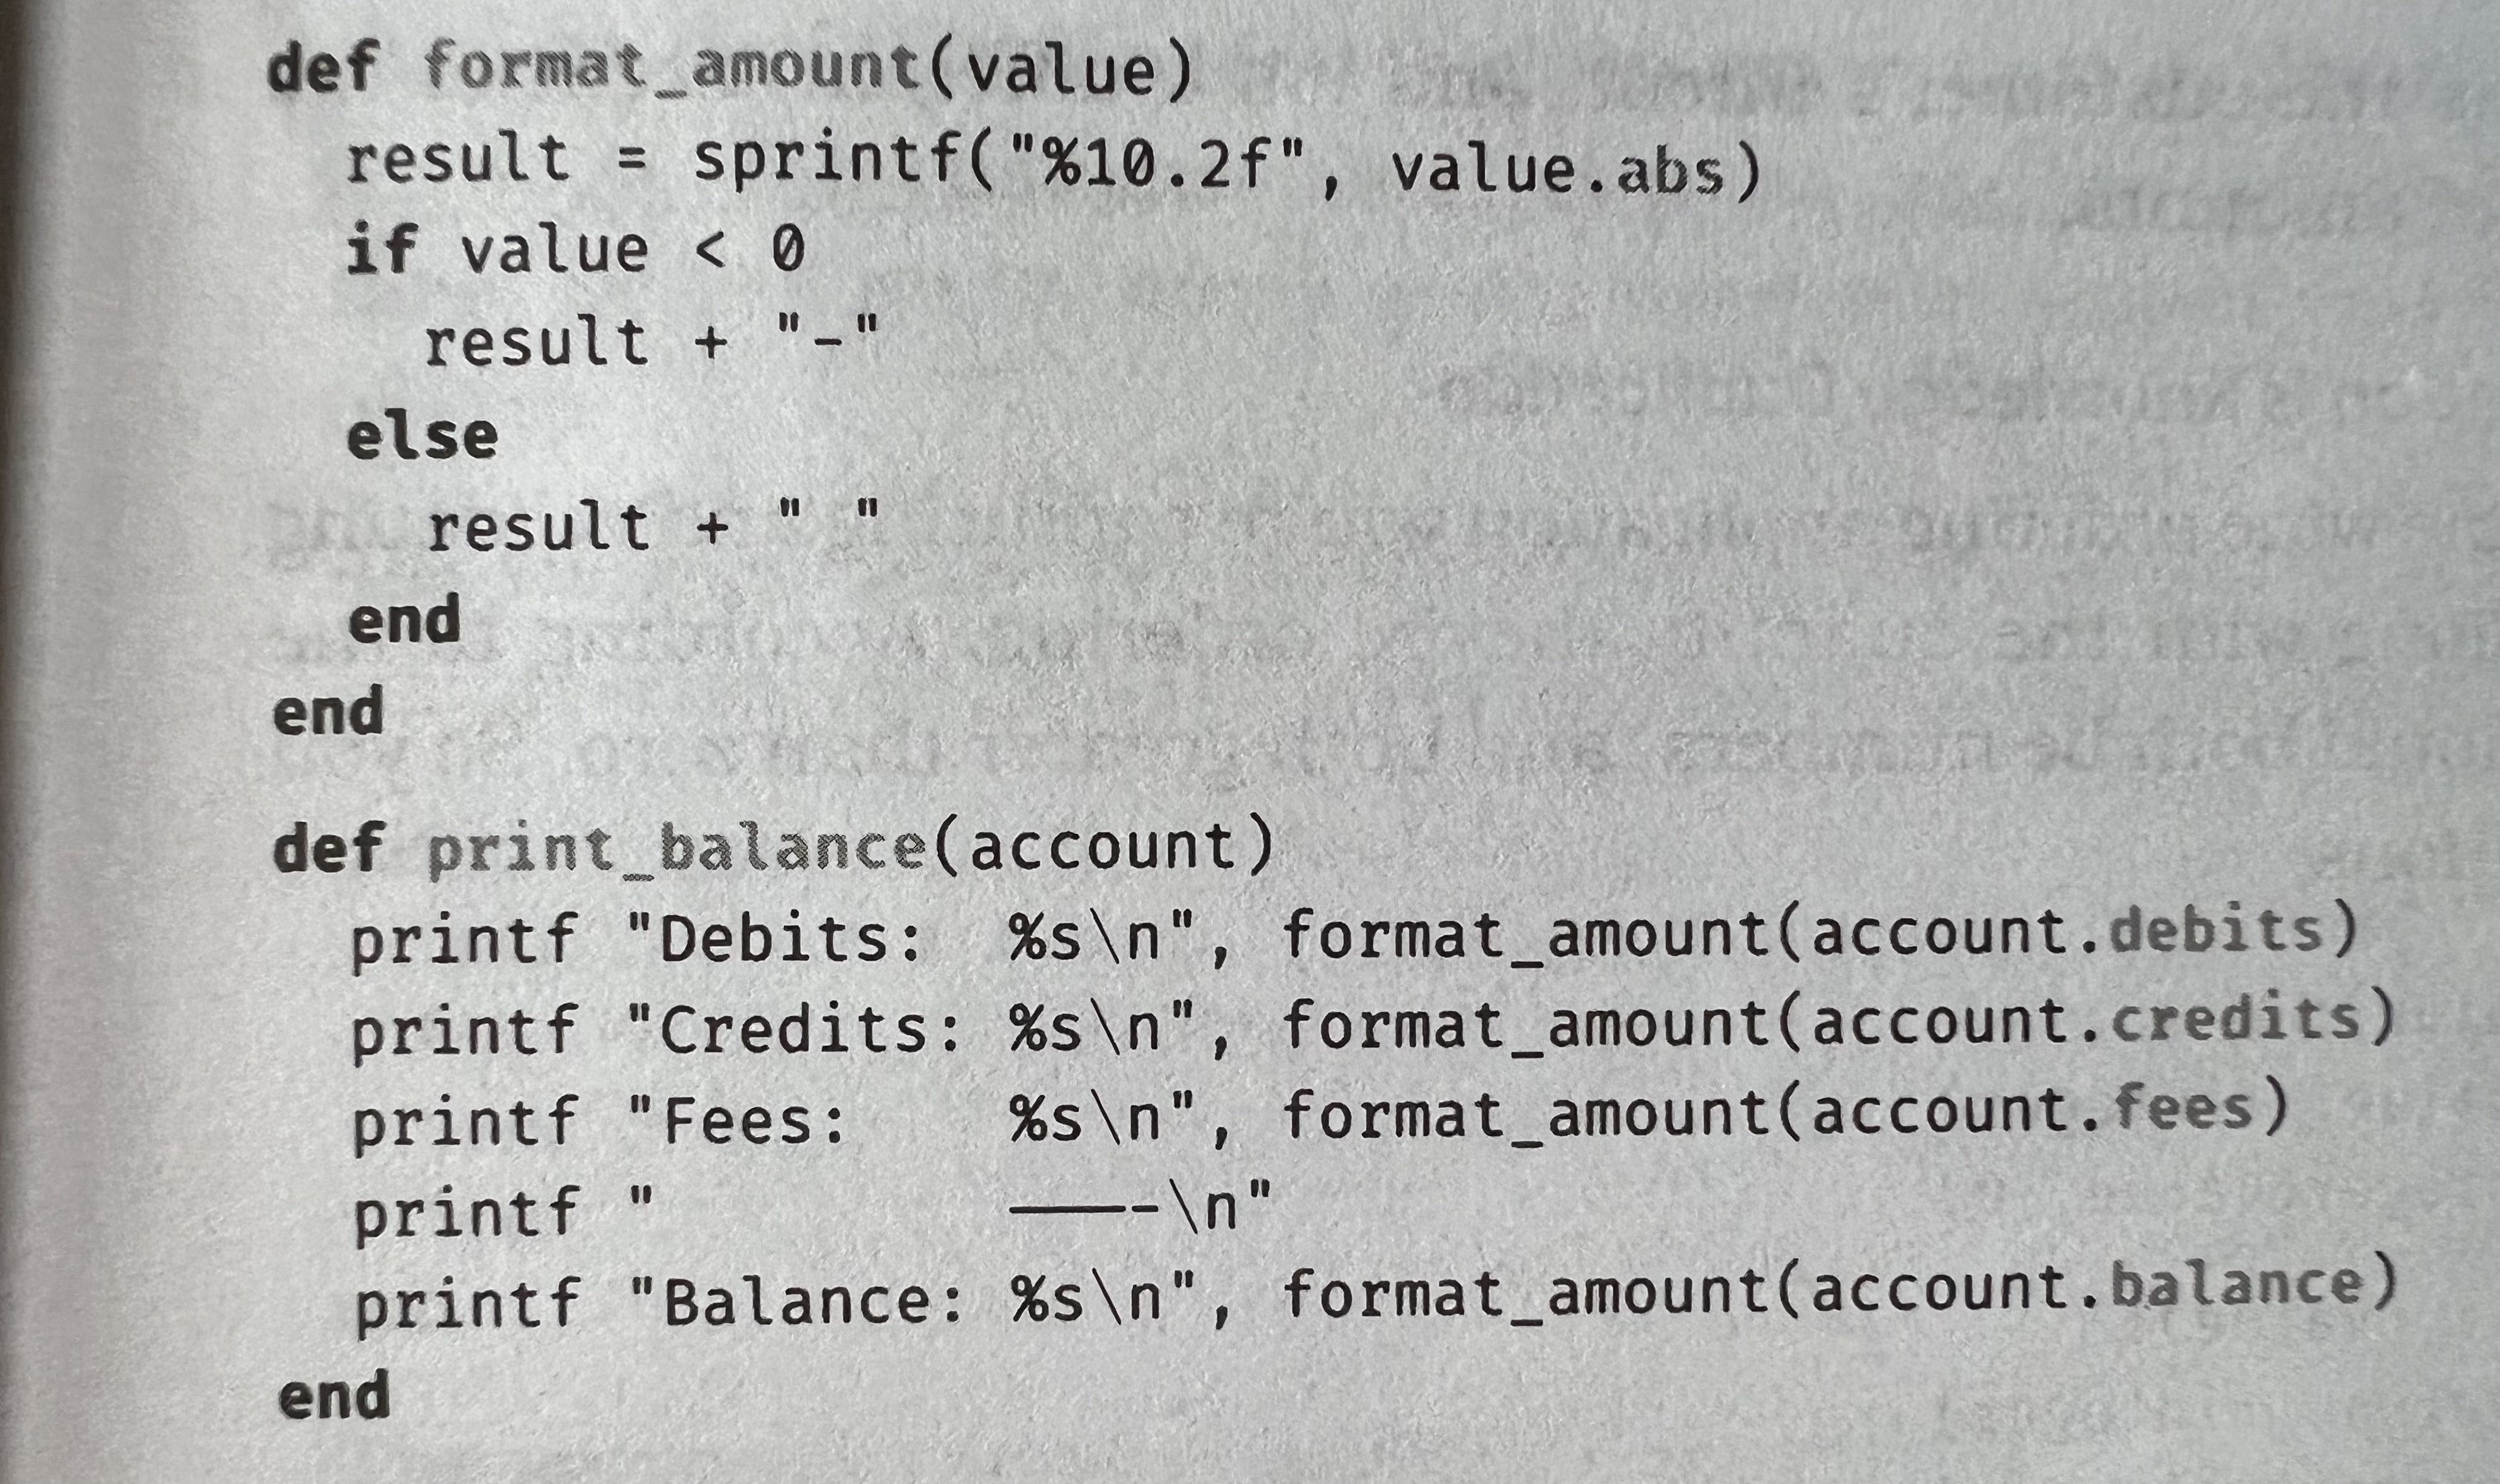 def format_amount(value)
  result = sprintf("%10.2f", value.abs)
  if value < 0
    result + "-"
  else
    result + " "
  end
end
def print_balance(account)
  printf "Debits:  %s\n", format_amount(account.debits)
  printf "Credits: %s\n", format_amount(account.credits)
  printf "Fees:    %s\n", format_amount(account.fees)
  printf "         ———-\n"
  printf "Balance: %s\n", format_amount(account.balance)
end